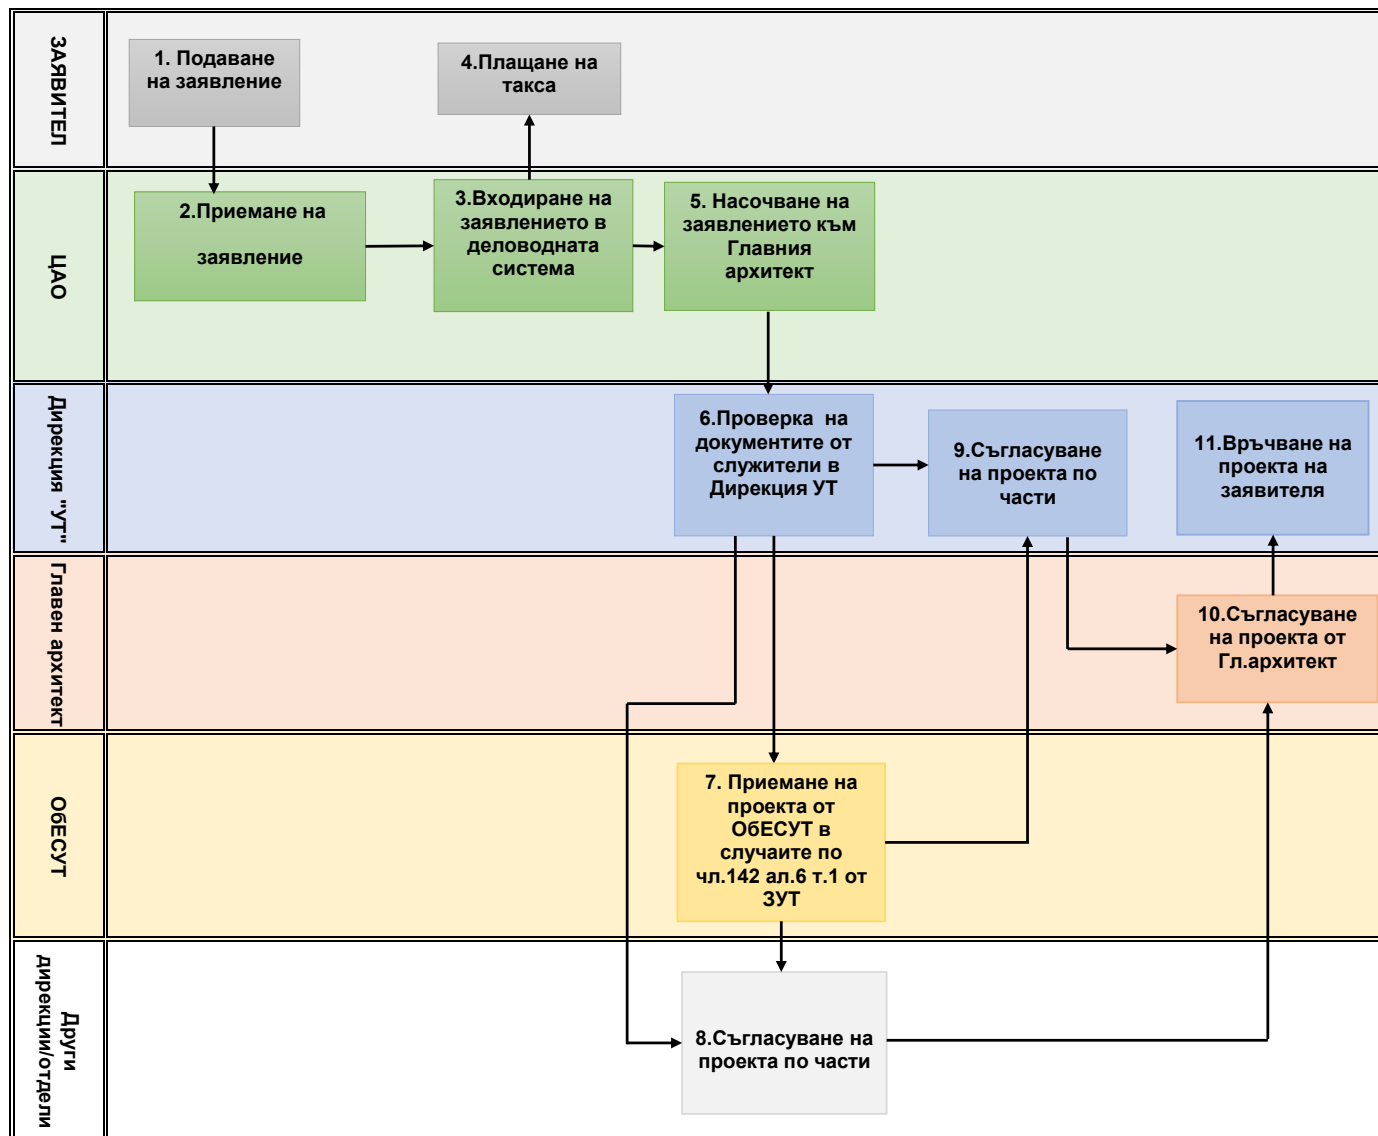 ЗАЯВИТЕЛ
1. Подаване
на заявление
4.Плащане на
такса
ЦАО
2.Приемане на
заявление
3.Входиране на
заявлението в
деловодната
система
5. Насочване на
заявлението към
Главния
архитект
Дирекция "УТ"
6.Проверка на
документите от
служители в
Дирекция УТ
9.Съгласуване
на проекта по
части
11.Връчване на
проекта на
заявителя
Главен архитект
10.Съгласуване
на проекта от
Гл.архитект
ОбЕСУТ
7. Приемане на
проекта от
ОбЕСУТ в
случаите по
чл.142 ал.6 т.1 от
ЗУТ
Други
дирекции/отдели
8.Съгласуване на
проекта по части